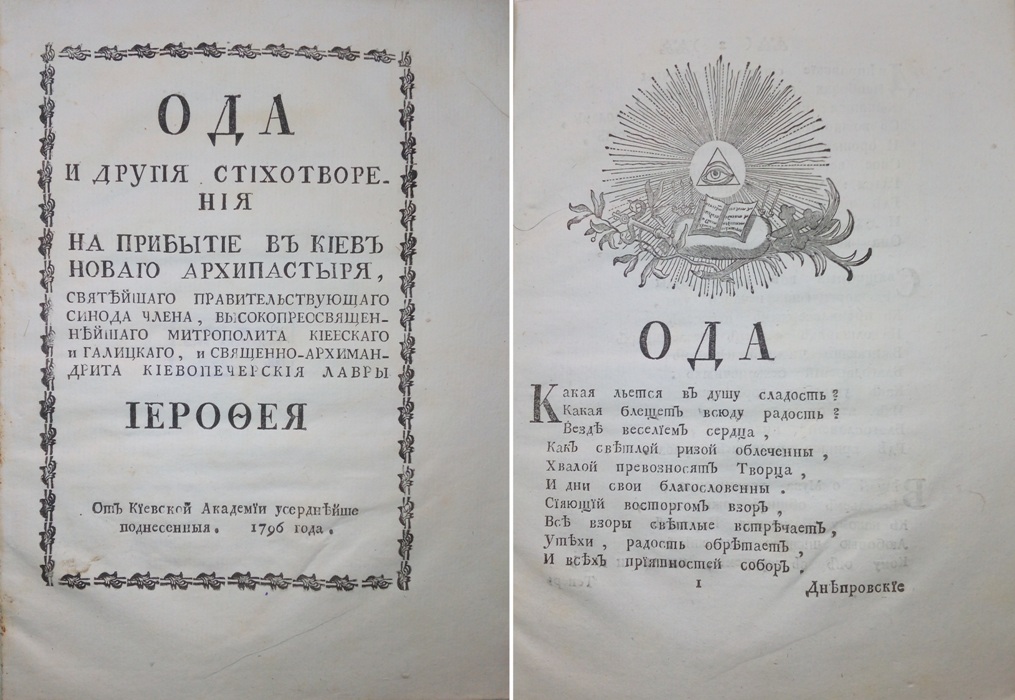 ОДА
И ДРУГІЯ СТІХОТВОРЕ-
НІЯ
НА ПРИБЫТІЕ ВЪ КІЕВЪ
НОВАГО АРХИПАСТЫРЯ,
СВЯТѢЙШАГО ПРАВИТЕЛЬСТВУЮЩАГО
СИНОДА ЧЛЕНА, ВЫСОКОПРЕССВЯЩЕН-
НѢЙШАГО МИТРОПОЛИТА КІЕЕСКАГО
и ГАЛИЦКАГО, и СВЯЩЕННО-АРХИМАН-
ДРИТА КІЕВОПЕЧЕРСКІЯ ЛАВРЫ
ІЕРОѲЕЯ
Отъ Кіевской Академіи усерднѣйше
поднесенныя. 1796 года.
ОДА
Какая льется въ душу сладость?
Какая блещетъ всюду радость?
Вездѣ веселіемъ сердца,
Какъ свѣтлой ризой облеченны,
Хвалой превозносятъ Творца,
И дни свои благословенны.
Сіяющій восторгомъ взоръ,
Всѣ взоры свѣтлые встрѣчаетъ,
Утѣхи, радость обрѣтаетъ,
И всѣхъ пріятностей соборъ.
1
Днѣпровскіе